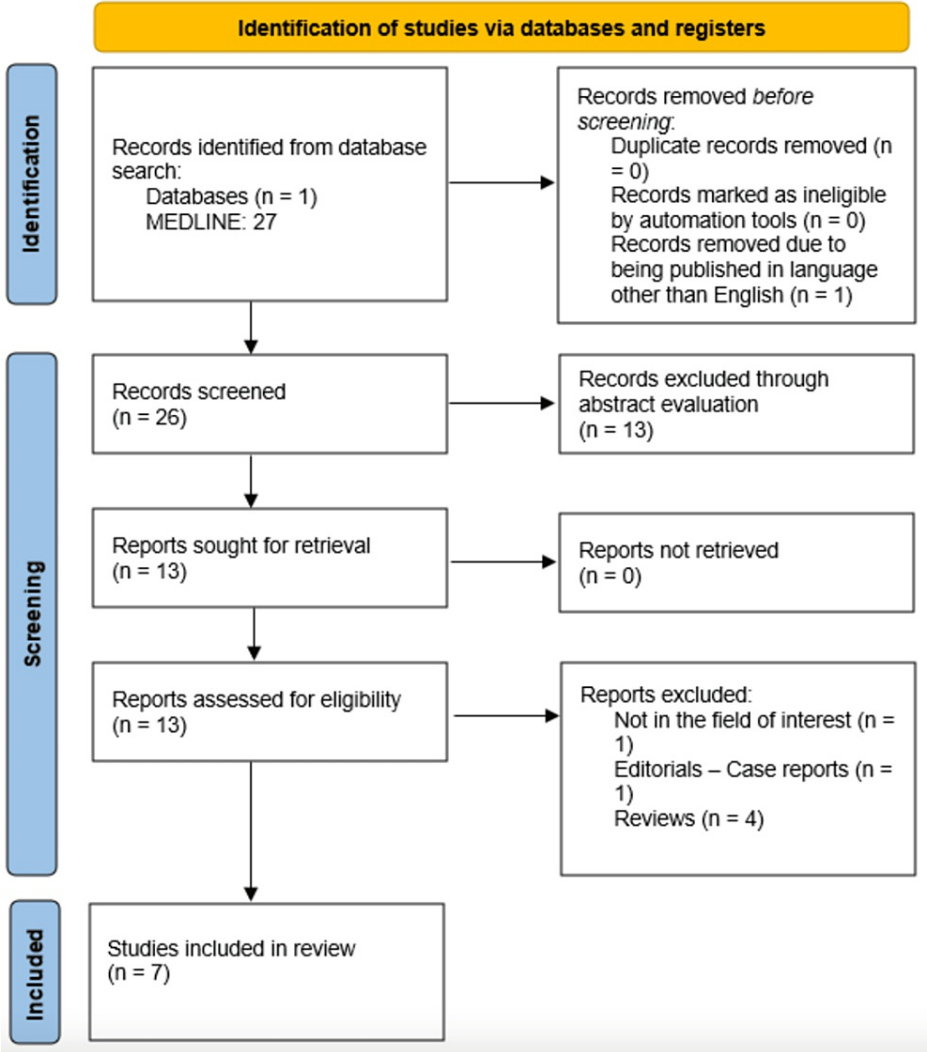 Identification of studies via databases and registers
Identification
Records identified from database
search:
Databases (n = 1)
MEDLINE: 27
Records removed before
screening:
Duplicate records removed (n
= 0)
Records marked as ineligible
by automation tools (n = 0)
Records removed due to
being published in language
other than English (n = 1)
Screening
Records screened
(n = 26)
Records excluded through
abstract evaluation
(n = 13)
Reports sought for retrieval
(n = 13)
Reports not retrieved
(n = 0)
Reports assessed for eligibility
(n = 13)
Reports excluded:
Not in the field of interest (n =
1)
Editorials – Case reports (n =
1)
Reviews (n = 4)
Included
Studies included in review
(n = 7)